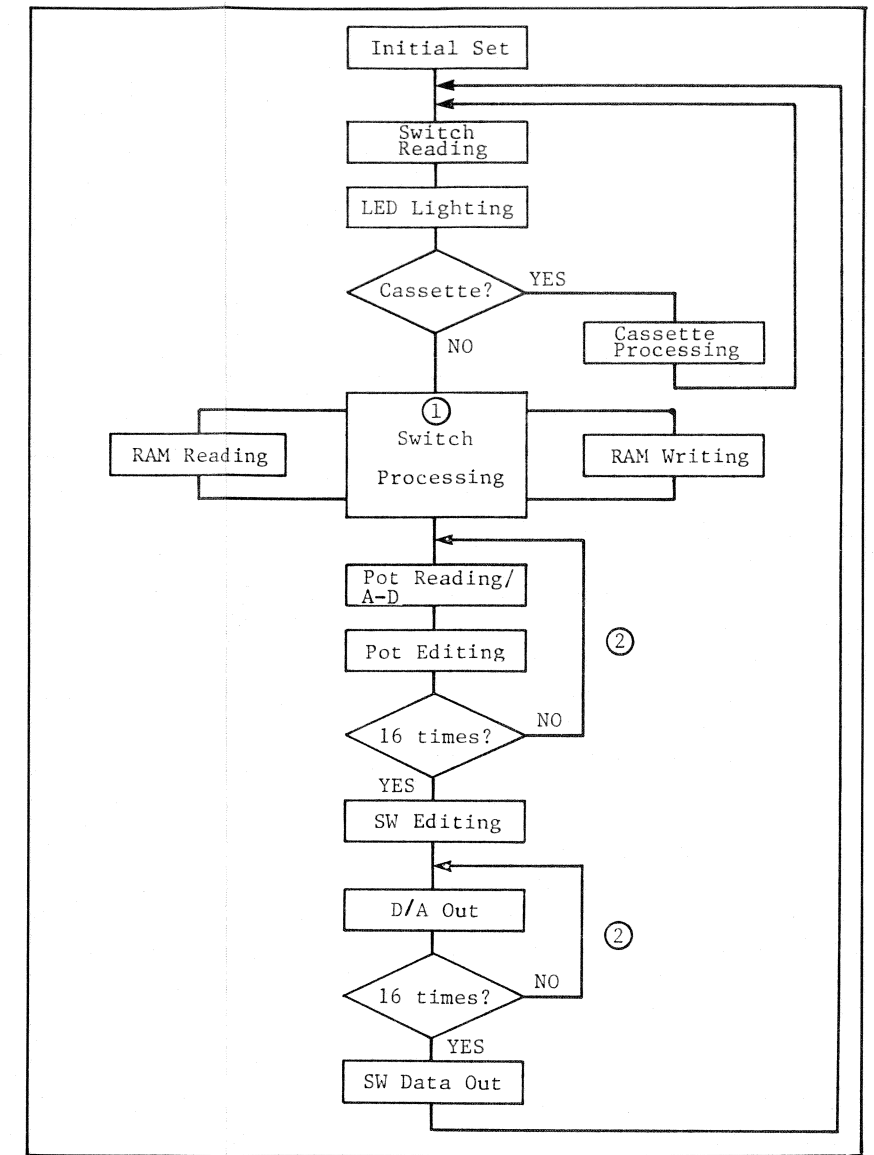 Initial Set
Switch
Reading
LED Lighting
Cassette?
YES
Cassette
Processing
NO
①
Switch
Processing
RAM Reading
RAM Writing
Pot Reading/
A-D
Pot Editing
②
16 times?
NO
YES
SW Editing
D/A Out
②
16 times?
NO
YES
SW Data Out